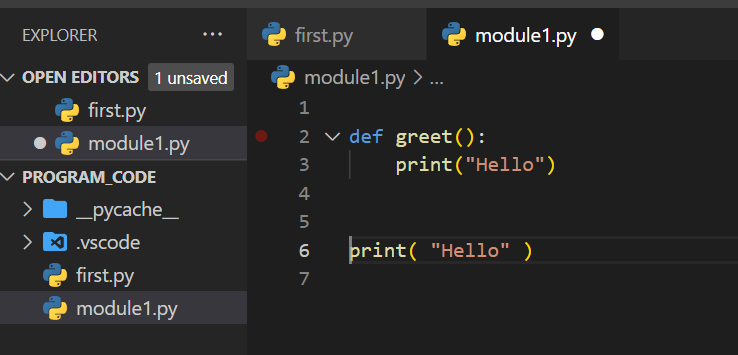 EXPLORER ...
OPEN EDITORS 1 unsaved
first.py
module1.py
PROGRAM_CODE
__pycache__
.vscode
first.py
module1.py
first.py module1.py
module1.py > ...
1
2 def greet():
3 print("Hello")
4
5
6 print( "Hello" )
7